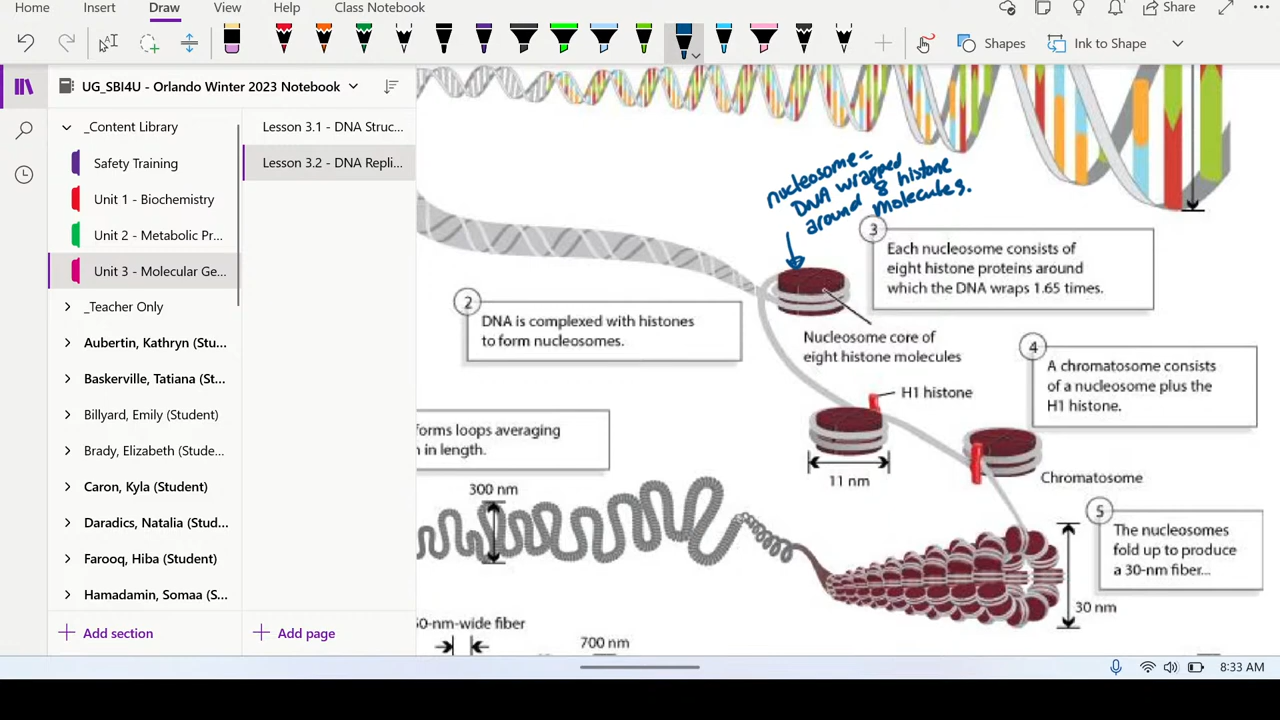 Home Insert Draw View Help Class Notebook Share
Shapes Ink to Shape
UG_SBI4U - Orlando Winter 2023 Notebook
_Content Library
Safety Training
Unit 1 - Biochemistry
Unit 2 - Metabolic Pr...
Unit 3 - Molecular Ge...
_Teacher Only
Aubertin, Kathryn (Stu...
Baskerville, Tatiana (St...
Billyard, Emily (Student)
Brady, Elizabeth (Stude...
Caron, Kyla (Student)
Daradics, Natalia (Stud...
Farooq, Hiba (Student)
Hamadamin, Somaa (S...
Add section
Lesson 3.1 - DNA Struc...
Lesson 3.2 - DNA Repli...
Add page
nucleosome =
DNA wrapped
around 8 histone
molecules.
2
DNA is complexed with histones
to form nucleosomes.
3
Each nucleosome consists of
eight histone proteins around
which the DNA wraps 1.65 times.
Nucleosome core of
eight histone molecules
4
A chromatosome consists
of a nucleosome plus the
H1 histone.
H1 histone
11 nm
Chromatosome
forms loops averaging
in length.
300 nm
5
The nucleosomes
fold up to produce
a 30-nm fiber...
30 nm
0-nm-wide fiber
700 nm
8:33 AM